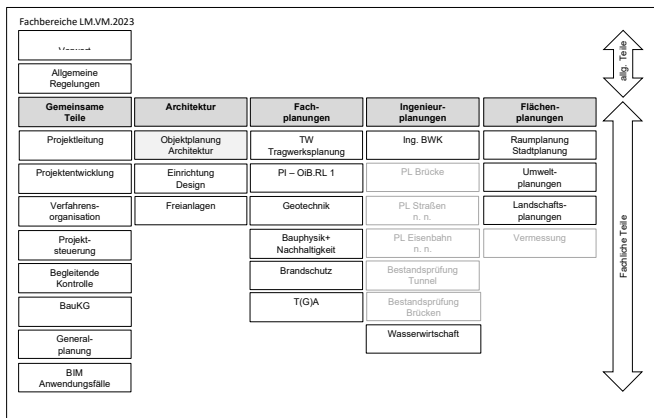 Fachbereiche LM.VM.2023
Allgemeine
Regelungen
allg. Teile
Gemeinsame
Teile
Architektur
Fach-
planungen
Ingenieur-
planungen
Flächen-
planungen
Projektleitung
Objektplanung
Architektur
TW
Tragwerksplanung
Ing. BWK
Raumplanung
Stadtplanung
Projektentwicklung
Einrichtung
Design
PI – OiB.RL 1
PL Brücke
Umwelt-
planungen
Verfahrens-
organisation
Freianlagen
Geotechnik
PL Straßen
n. n.
Landschafts-
planungen
Projekt-
steuerung
Bauphysik+
Nachhaltigkeit
PL Eisenbahn
n. n.
Vermessung
Begleitende
Kontrolle
Brandschutz
Bestandsprüfung
Tunnel
BauKG
T(G)A
Bestandsprüfung
Brücken
General-
planung
Wasserwirtschaft
BIM
Anwendungsfälle
Fachliche Teile